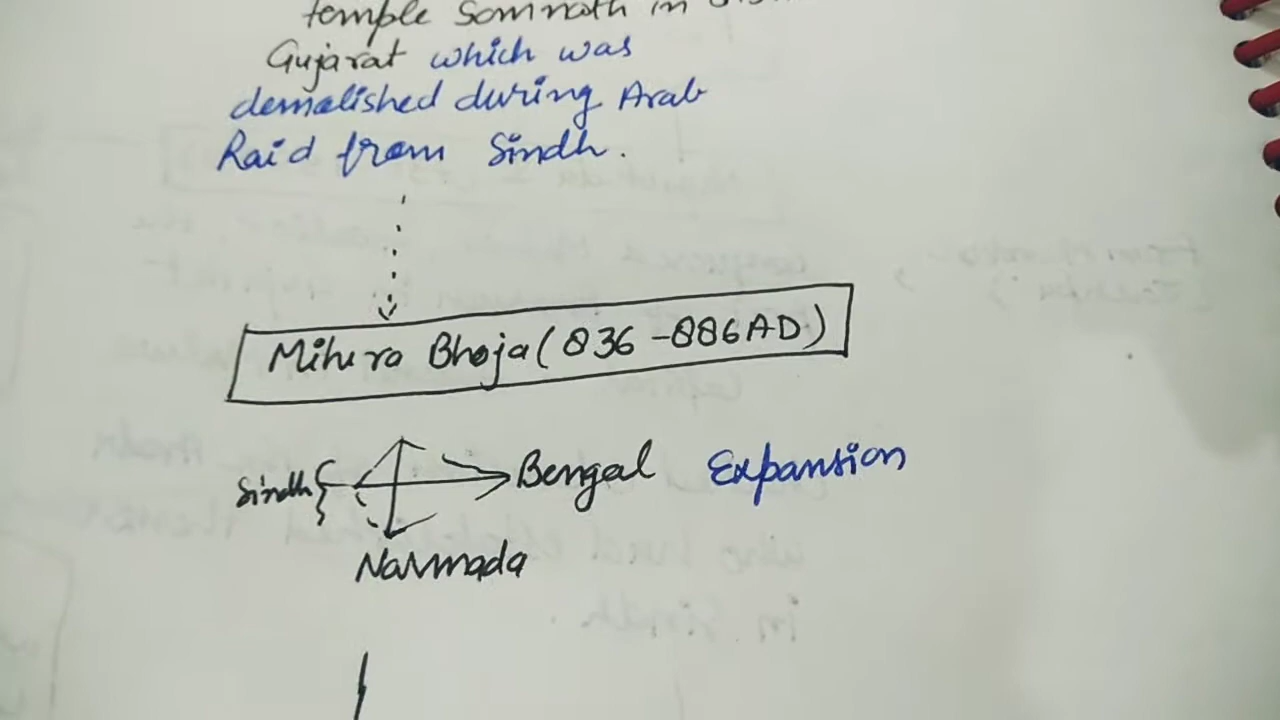 temple Somnath in
Gujarat which was
demolished during Arab
Raid from Sindh.
Mihira Bhoja (836-886AD)
Sindh Bengal Expansion
Narmada